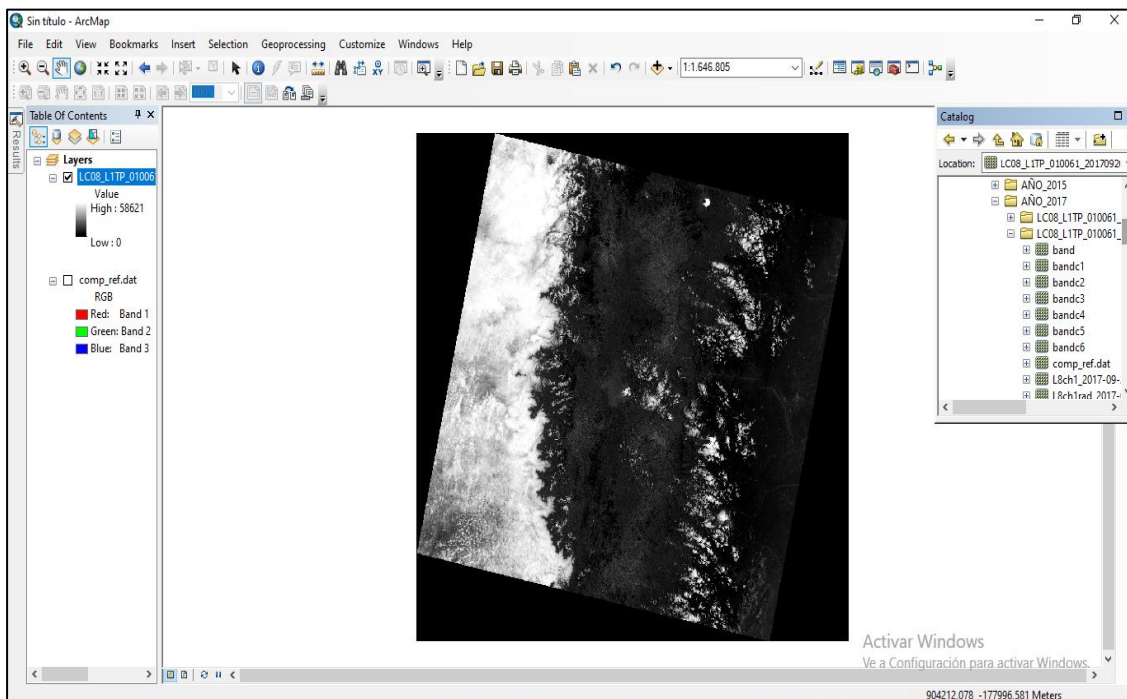 Sin título - ArcMap
File Edit View Bookmarks Insert Selection Geoprocessing Customize Windows Help
1:1.646.805
Table Of Contents
Results
Layers
LC08_L1TP_01006
Value
High : 58621
Low : 0
comp_ref.dat
RGB
Red: Band 1
Green: Band 2
Blue: Band 3
Catalog
Location: LC08_L1TP_010061_2017092
AÑO_2015
AÑO_2017
LC08_L1TP_010061_
LC08_L1TP_010061_
band
bandc1
bandc2
bandc3
bandc4
bandc5
bandc6
comp_ref.dat
L8ch1_2017-09-
L8ch1rad_2017-
Activar Windows
Ve a Configuración para activar Windows.
904212.078 -177996.581 Meters